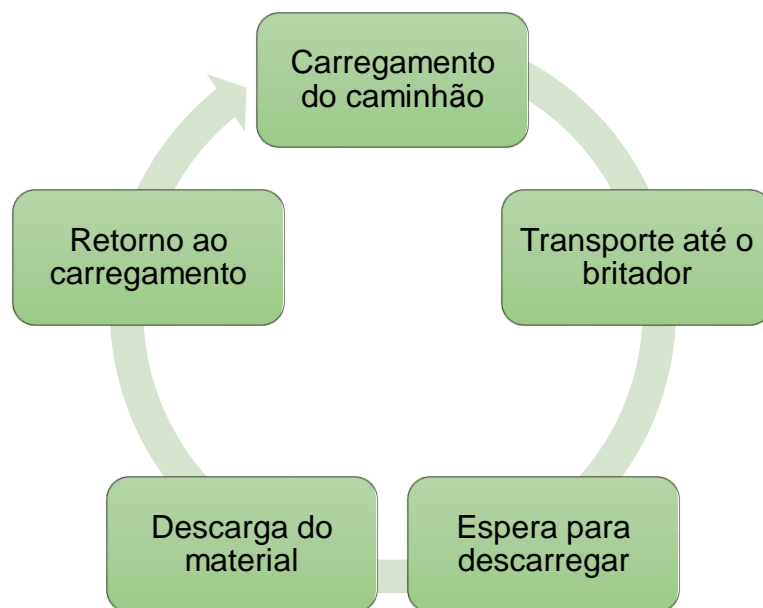 Carregamento
do caminhão
Transporte até o
britador
Espera para
descarregar
Descarga do
material
Retorno ao
carregamento